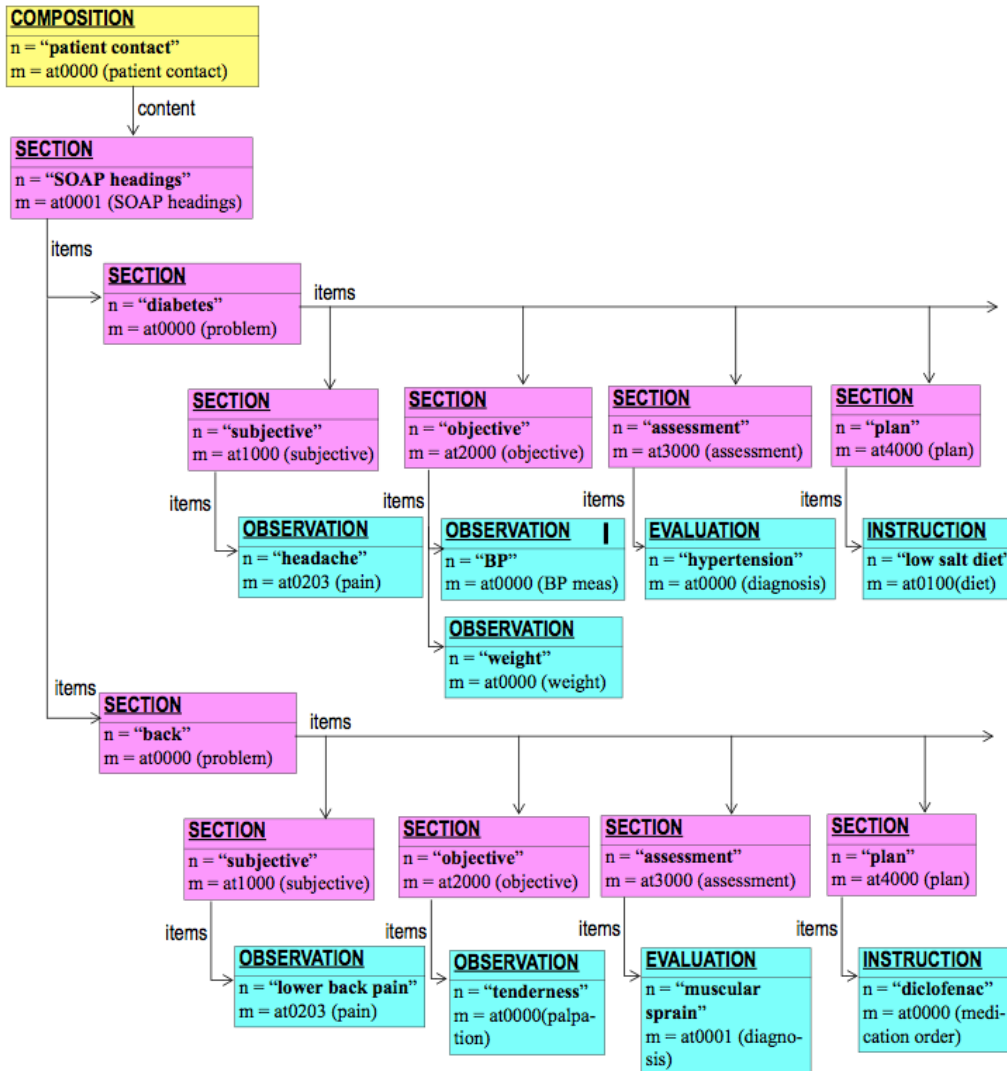 COMPOSITION
n = “patient contact”
m = at0000 (patient contact)
content
SECTION
n = “SOAP headings”
m = at0001 (SOAP headings)
items
SECTION
n = “diabetes”
m = at0000 (problem)
items
SECTION
n = “subjective”
m = at1000 (subjective)
SECTION
n = “objective”
m = at2000 (objective)
SECTION
n = “assessment”
m = at3000 (assessment)
SECTION
n = “plan”
m = at4000 (plan)
items
OBSERVATION
n = “headache”
m = at0203 (pain)
items
OBSERVATION
n = “BP”
m = at0000 (BP meas)
OBSERVATION
n = “weight”
m = at0000 (weight)
items
EVALUATION
n = “hypertension”
m = at0000 (diagnosis)
items
INSTRUCTION
n = “low salt diet”
m = at0100(diet)
items
SECTION
n = “back”
m = at0000 (problem)
items
SECTION
n = “subjective”
m = at1000 (subjective)
SECTION
n = “objective”
m = at2000 (objective)
SECTION
n = “assessment”
m = at3000 (assessment)
SECTION
n = “plan”
m = at4000 (plan)
items
OBSERVATION
n = “lower back pain”
m = at0203 (pain)
items
OBSERVATION
n = “tenderness”
m = at0000(palpa-
tion)
items
EVALUATION
n = “muscular
sprain”
m = at0001 (diagno-
sis)
items
INSTRUCTION
n = “diclofenac”
m = at0000 (medi-
cation order)